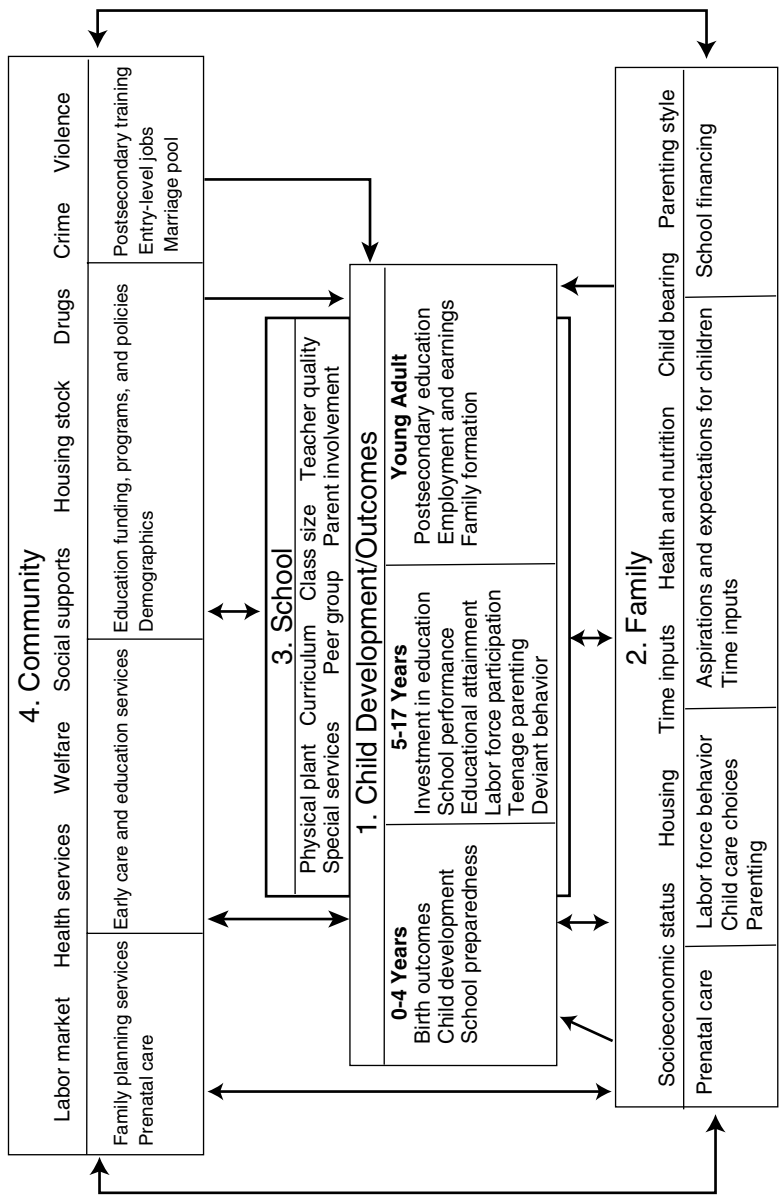 4. Community
Labor market Health services Welfare Social supports Housing stock Drugs Crime Violence
Family planning services
Prenatal care
Early care and education services
Education funding, programs, and policies
Demographics
Postsecondary training
Entry-level jobs
Marriage pool
3. School
Physical plant Curriculum Class size Teacher quality
Special services Peer group Parent involvement
1. Child Development/Outcomes
0-4 Years
Birth outcomes
Child development
School preparedness
5-17 Years
Investment in education
School performance
Educational attainment
Labor force participation
Teenage parenting
Deviant behavior
Young Adult
Postsecondary education
Employment and earnings
Family formation
2. Family
Socioeconomic status Housing Time inputs Health and nutrition Child bearing Parenting style
Prenatal care
Labor force behavior
Child care choices
Parenting
Aspirations and expectations for children
Time inputs
School financing